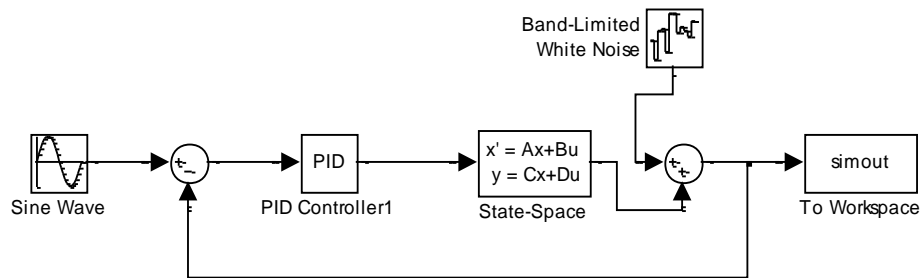 Band-Limited
White Noise
+
−
PID
x' = Ax+Bu
y = Cx+Du
+
+
simout
Sine Wave
PID Controller1
State-Space
To Workspace